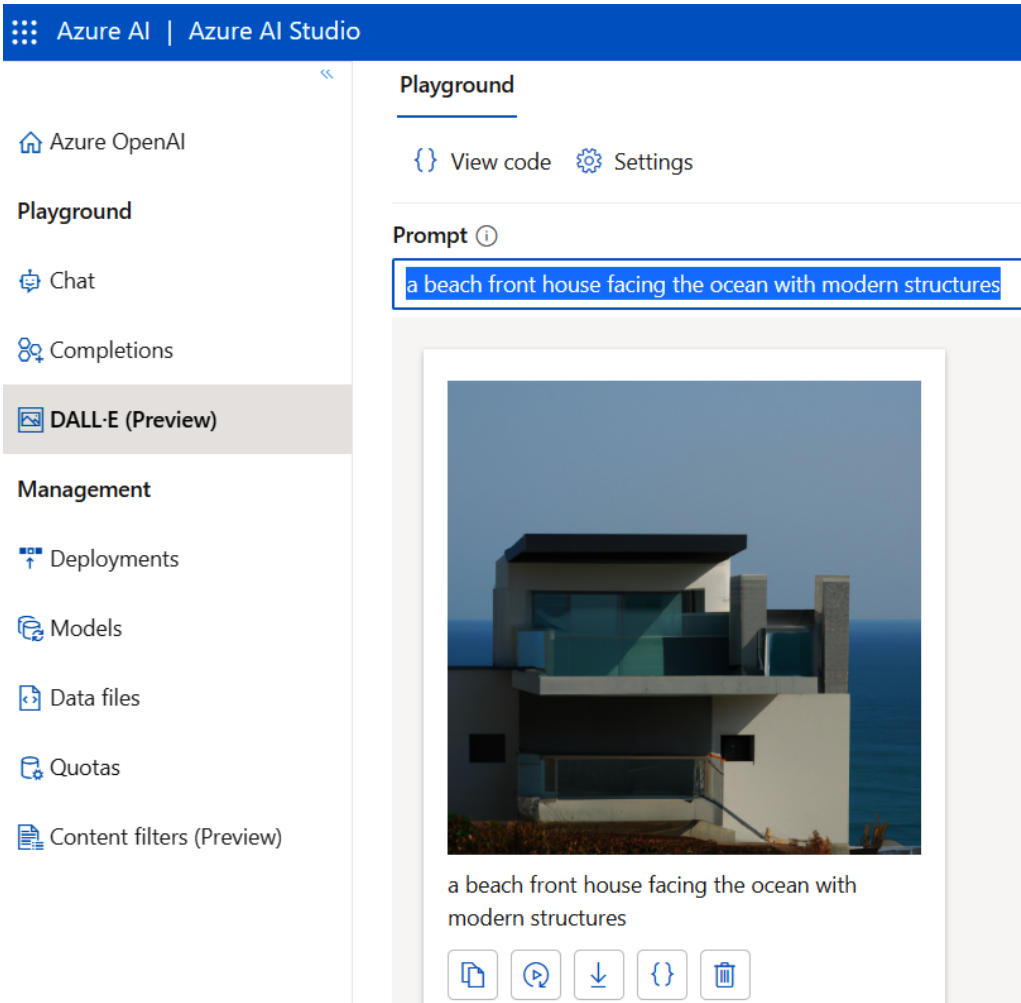 Azure AI | Azure AI Studio
Azure OpenAI
Playground
Chat
Completions
DALL·E (Preview)
Management
Deployments
Models
Data files
Quotas
Content filters (Preview)
Playground
{} View code
Settings
Prompt
a beach front house facing the ocean with modern structures
a beach front house facing the ocean with
modern structures